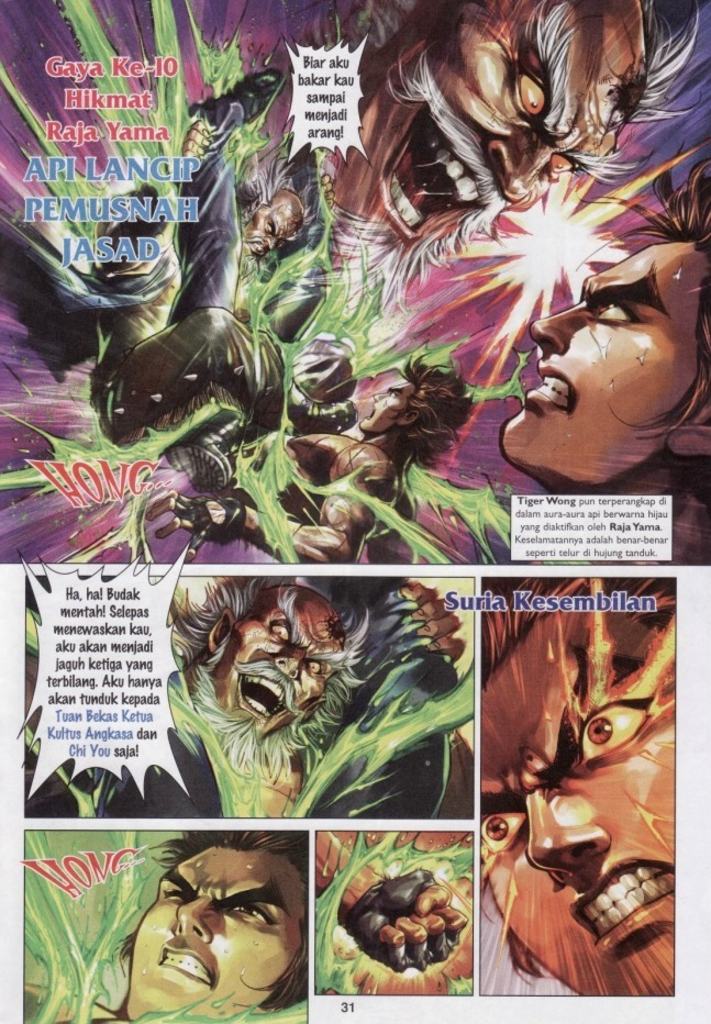 Gaya Ke-10
Hikmat
Raja Yama
API LANCIP
PEMUSNAH
JASAD
Biar aku
bakar kau
sampai
menjadi
arang!
HONG...
Tiger Wong pun terperangkap di
dalam aura-aura api berwarna hijau
yang diaktifkan oleh Raja Yama.
Keselamatannya adalah benar-benar
seperti telur di hujung tanduk.
Ha, ha! Budak
mentah! Selepas
menewaskan kau,
aku akan menjadi
jaguh ketiga yang
terbilang. Aku hanya
akan tunduk kepada
Tuan Bekas Ketua
Kultus Angkasa dan
Chi You saja!
Suria Kesembilan
HONG...
31